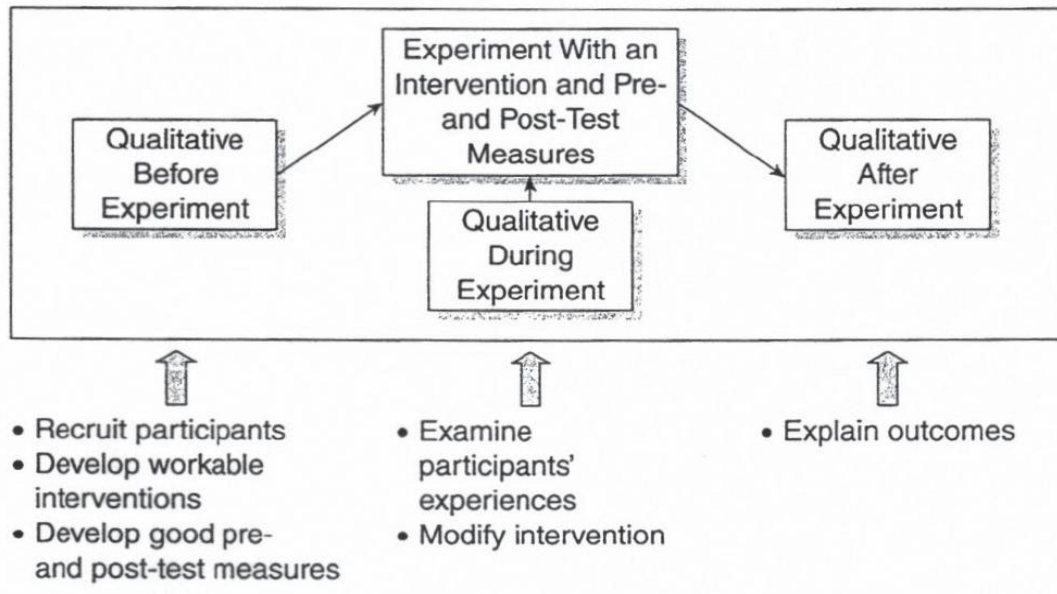 Experiment With an
Intervention and Pre-
and Post-Test
Measures
Qualitative
Before
Experiment
Qualitative
During
Experiment
Qualitative
After
Experiment
• Recruit participants
• Develop workable
interventions
• Develop good pre-
and post-test measures
• Examine
participants’
experiences
• Modify intervention
• Explain outcomes